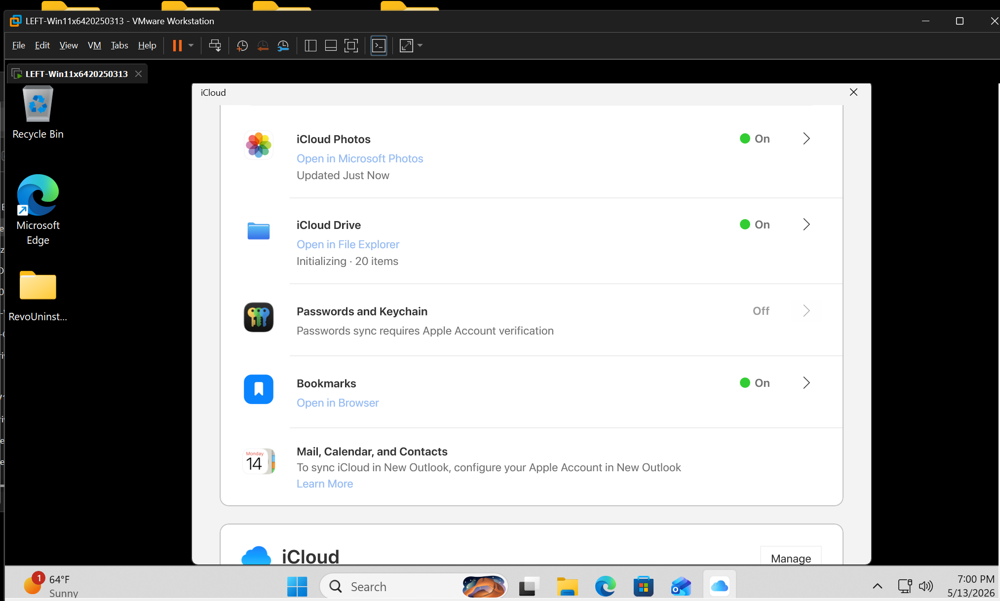 LEFT-Win11x6420250313 - VMware Workstation
File Edit View VM Tabs Help
LEFT-Win11x6420250313
Recycle Bin
Microsoft
Edge
RevoUninst...
iCloud
iCloud Photos
On
Open in Microsoft Photos
Updated Just Now
iCloud Drive
On
Open in File Explorer
Initializing · 20 items
Passwords and Keychain
Off
Passwords sync requires Apple Account verification
Bookmarks
On
Open in Browser
Monday
14
Mail, Calendar, and Contacts
To sync iCloud in New Outlook, configure your Apple Account in New Outlook
Learn More
iCloud
Manage
1
64°F
Sunny
Search
7:00 PM
5/13/2026